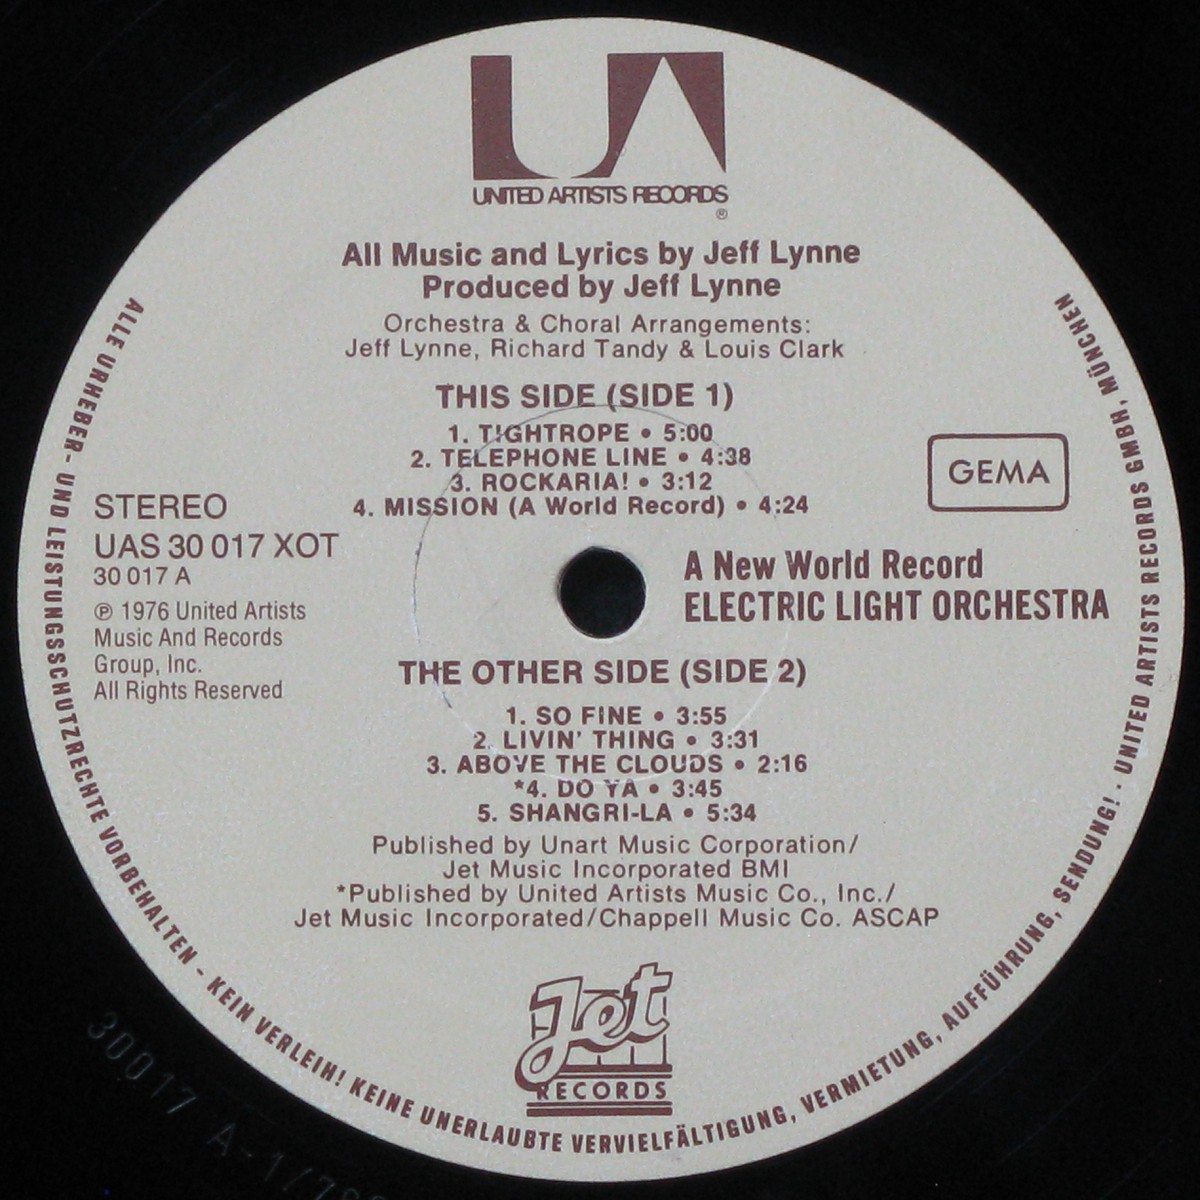 UA
UNITED ARTISTS RECORDS
®
All Music and Lyrics by Jeff Lynne
Produced by Jeff Lynne
Orchestra & Choral Arrangements:
Jeff Lynne, Richard Tandy & Louis Clark
THIS SIDE (SIDE 1)
1. TIGHTROPE • 5:00
2. TELEPHONE LINE • 4:38
3. ROCKARIA! • 3:12
4. MISSION (A World Record) • 4:24
GEMA
STEREO
UAS 30 017 XOT
30 017 A
℗ 1976 United Artists
Music And Records
Group, Inc.
All Rights Reserved
A New World Record
ELECTRIC LIGHT ORCHESTRA
THE OTHER SIDE (SIDE 2)
1. SO FINE • 3:55
2. LIVIN' THING • 3:31
3. ABOVE THE CLOUDS • 2:16
*4. DO YA • 3:45
5. SHANGRI-LA • 5:34
Published by Unart Music Corporation/
Jet Music Incorporated BMI
*Published by United Artists Music Co., Inc./
Jet Music Incorporated/Chappell Music Co. ASCAP
Jet
RECORDS
ALLE URHEBER- UND LEISTUNGSSCHUTZRECHTE VORBEHALTEN - KEIN VERLEIH! KEINE UNERLAUBTE VERVIELFÄLTIGUNG, VERMIETUNG, AUFFÜHRUNG, SENDUNG! · UNITED ARTISTS RECORDS GMBH, MÜNCHEN
30017 A-1/